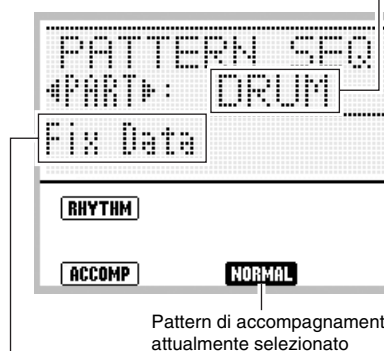 PATTERN SEQ
◄PART►: DRUM
Fix Data
RHYTHM
ACCOMP NORMAL
Pattern di accompagnament
attualmente selezionato